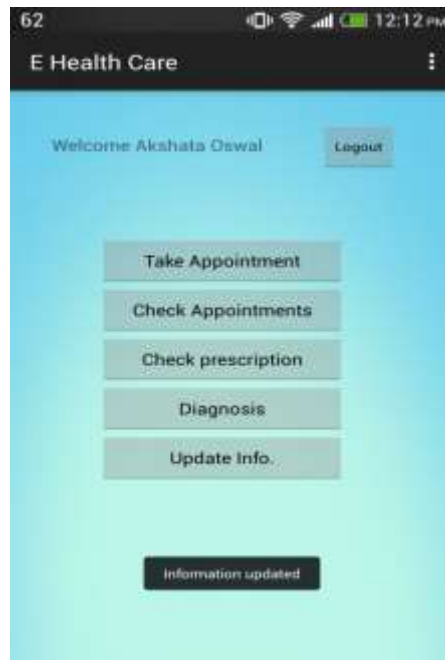 62 12:12 PM
E Health Care
Welcome Akshata Oswal Logout
Take Appointment
Check Appointments
Check prescription
Diagnosis
Update Info.
Information updated